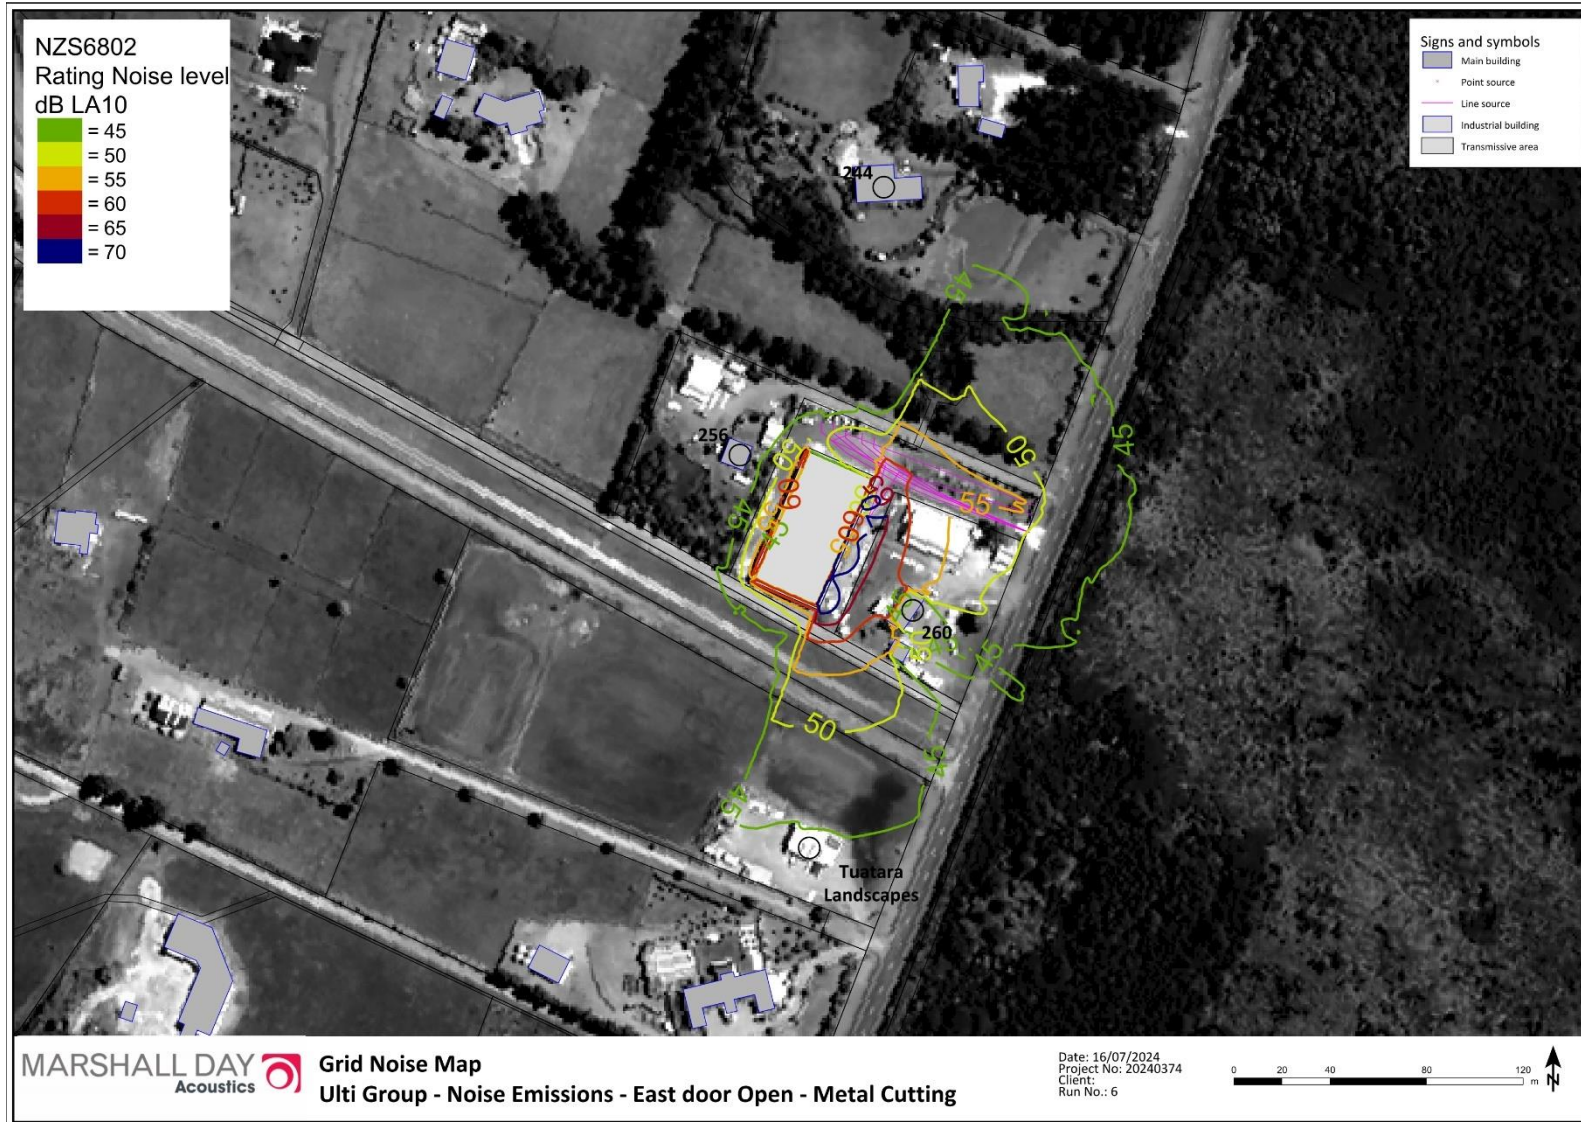 NZS6802
Rating Noise level
dB LA10
= 45
= 50
= 55
= 60
= 65
= 70
Signs and symbols
Main building
Point source
Line source
Industrial building
Transmissive area
244
45
45
256
50
50
60
65
70
55
45
45
260
45
50
45
45
Tuatara
Landscapes
MARSHALL DAY
Acoustics
Grid Noise Map
Ulti Group - Noise Emissions - East door Open - Metal Cutting
Date: 16/07/2024
Project No: 20240374
Client:
Run No.: 6
0 20 40 80 120
m
N